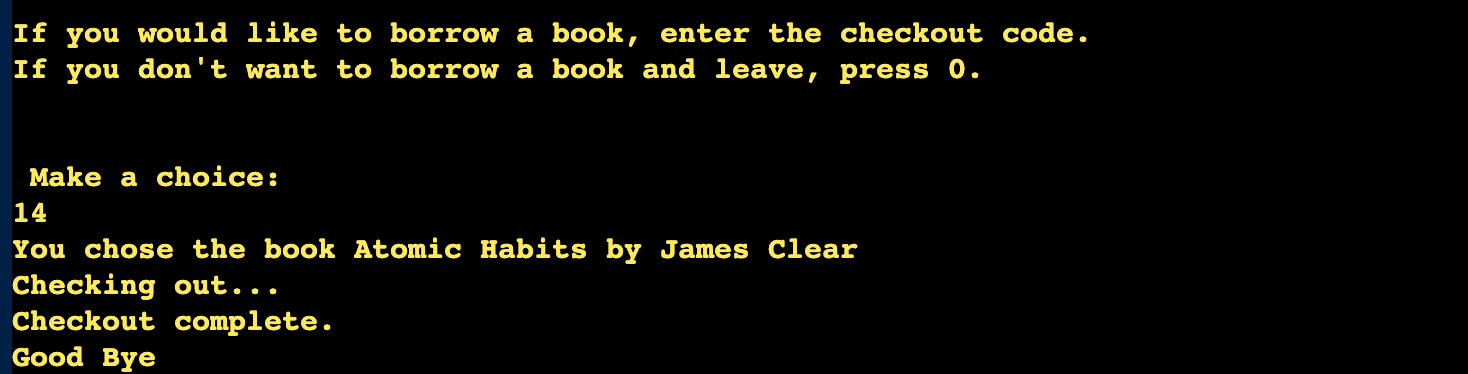 If you would like to borrow a book, enter the checkout code.
If you don't want to borrow a book and leave, press 0.
Make a choice:
14
You chose the book Atomic Habits by James Clear
Checking out...
Checkout complete.
Good Bye